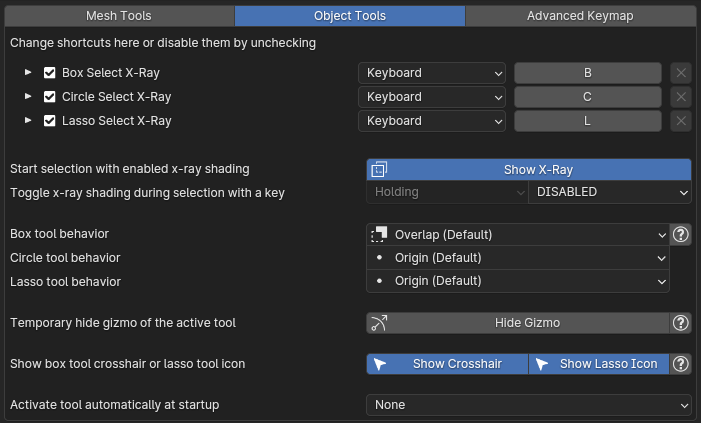 Mesh Tools Object Tools Advanced Keymap
Change shortcuts here or disable them by unchecking
Box Select X-Ray Keyboard B
Circle Select X-Ray Keyboard C
Lasso Select X-Ray Keyboard L
Start selection with enabled x-ray shading Show X-Ray
Toggle x-ray shading during selection with a key Holding DISABLED
Box tool behavior Overlap (Default) ?
Circle tool behavior Origin (Default)
Lasso tool behavior Origin (Default)
Temporary hide gizmo of the active tool Hide Gizmo ?
Show box tool crosshair or lasso tool icon Show Crosshair Show Lasso Icon ?
Activate tool automatically at startup None